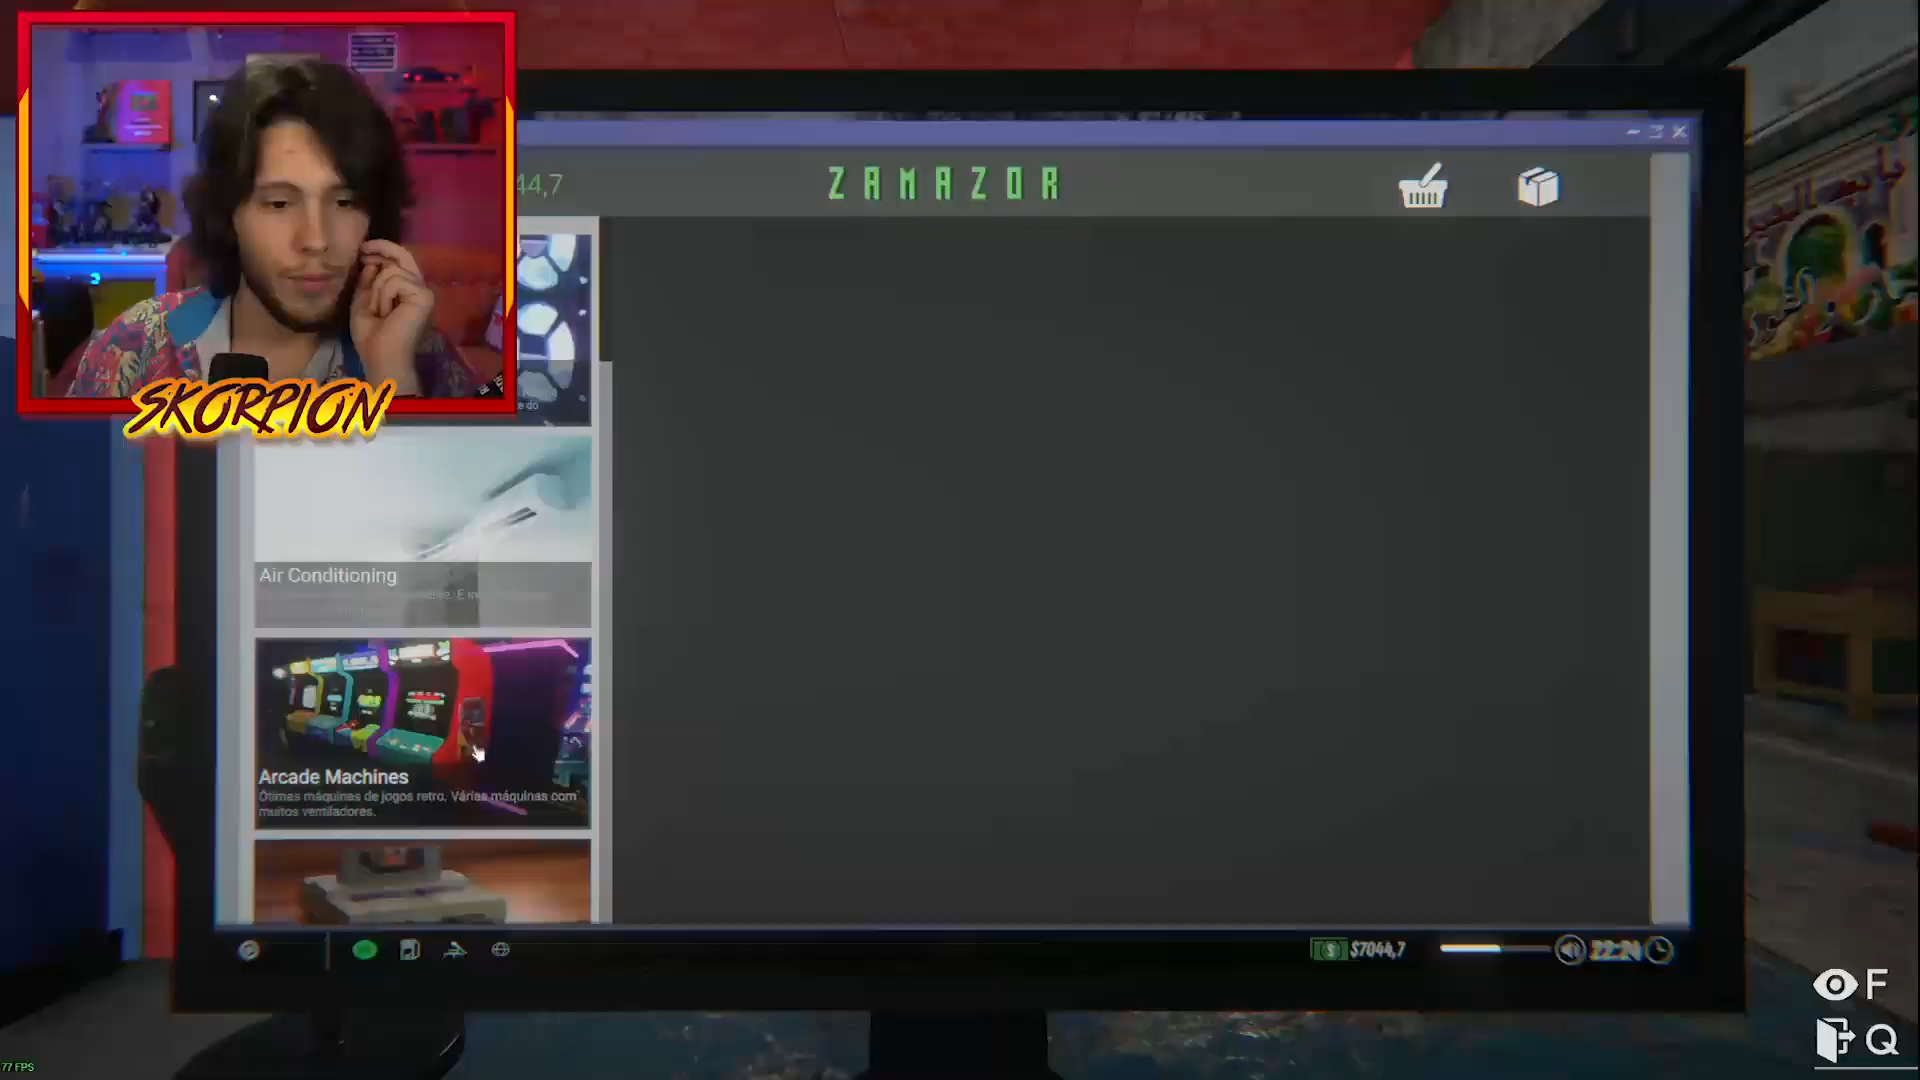 44,7
ZAMAZOR
SKORPION
Air Conditioning
Arcade Machines
Ótimas máquinas de jogos retro. Várias máquinas com
muitos ventiladores.
$7044,7
22:24
F
Q
77 FPS